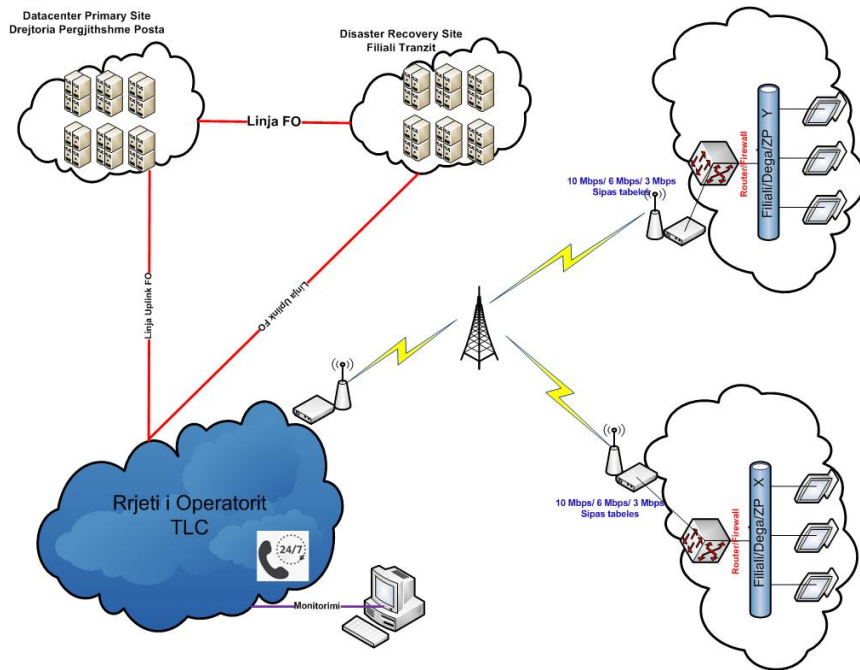 Datacenter Primary Site
Drejtoria Pergjithshme Posta
Disaster Recovery Site
Filiali Tranzit
Linja FO
10 Mbps/ 6 Mbps/ 3 Mbps
Sipas tabeles
Router/Firewall
Filiali/Dega/ZP Y
Linja Uplink FO
Linja Uplink FO
Rrjeti i Operatorit
TLC
24/7
Monitorimi
10 Mbps/ 6 Mbps/ 3 Mbps
Sipas tabeles
Router/Firewall
Filiali/Dega/ZP X